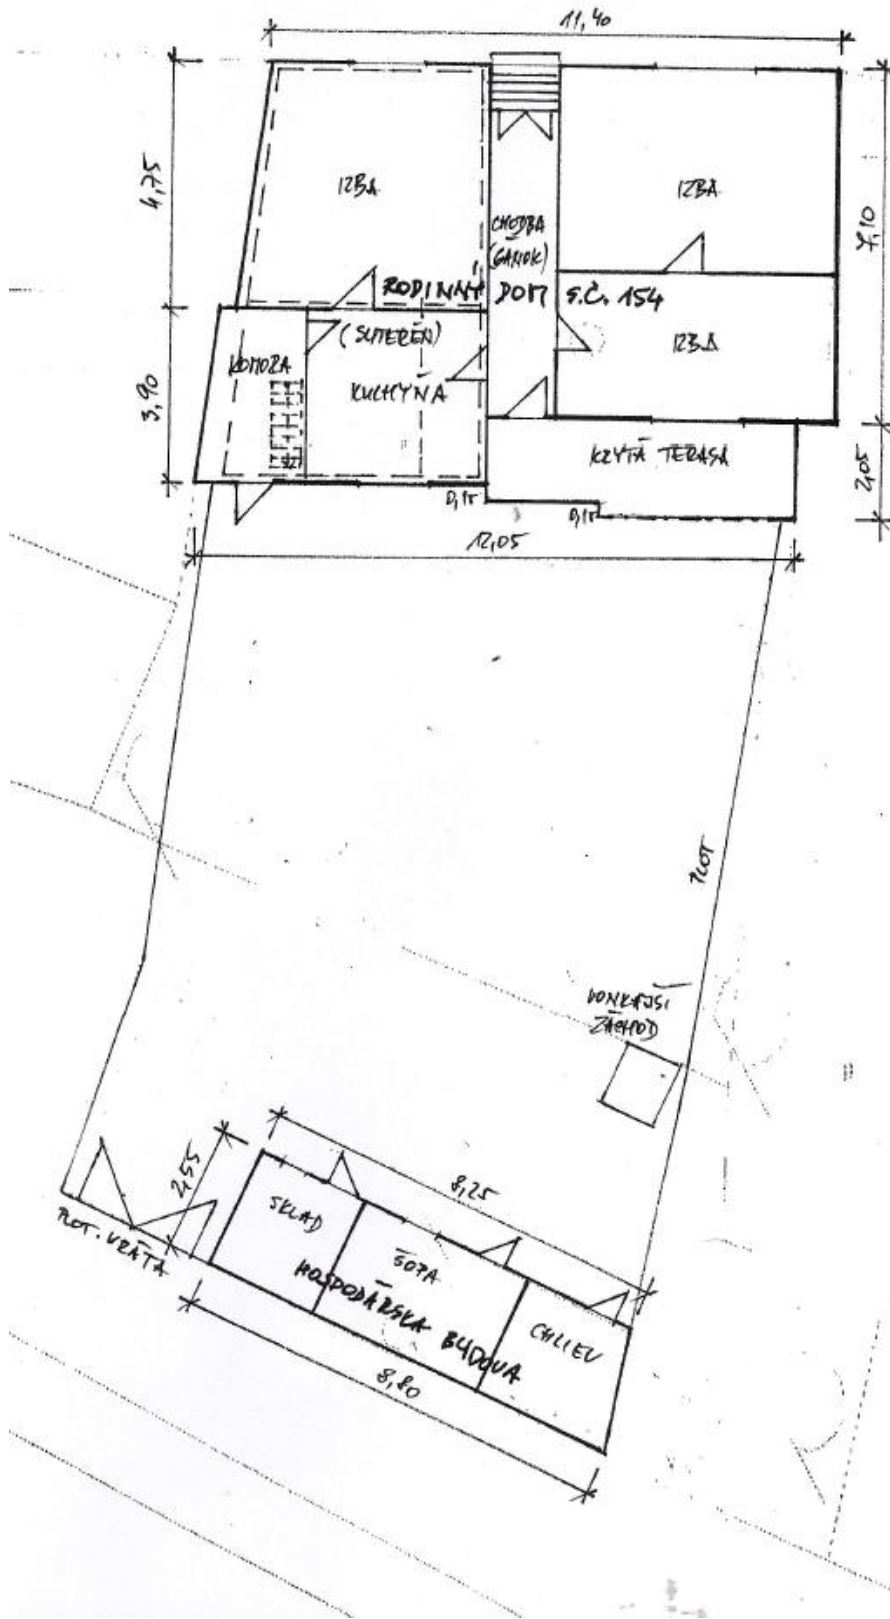 11,40
4,75
IZBA
CHODBA
(GÁNOK)
IZBA
7,10
RODINNÝ DOM S.Č. 154
(SUTERÉN)
IZBA
KOMORA
KUCHYŇA
3,90
KRYTÁ TERASA
2,05
0,15
0,15
12,05
PLOT
VONKAJŠÍ
ZÁCHOD
2,55
8,25
SKLAD
PLOT. VRÁTA
ŠOPA
HOSPODÁRSKA BUDOVA
CHLIEV
8,80